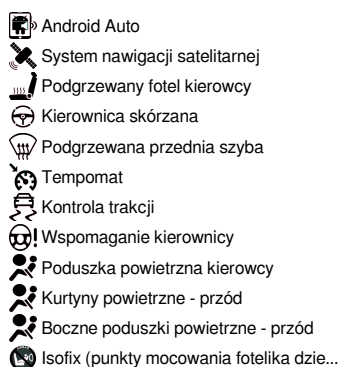 Android Auto
System nawigacji satelitarnej
Podgrzewany fotel kierowcy
Kierownica skórzana
Podgrzewana przednia szyba
Tempomat
Kontrola trakcji
Wspomaganie kierownicy
Poduszka powietrzna kierowcy
Kurtyny powietrzne - przód
Boczne poduszki powietrzne - przód
Isofix (punkty mocowania fotelika dzie...